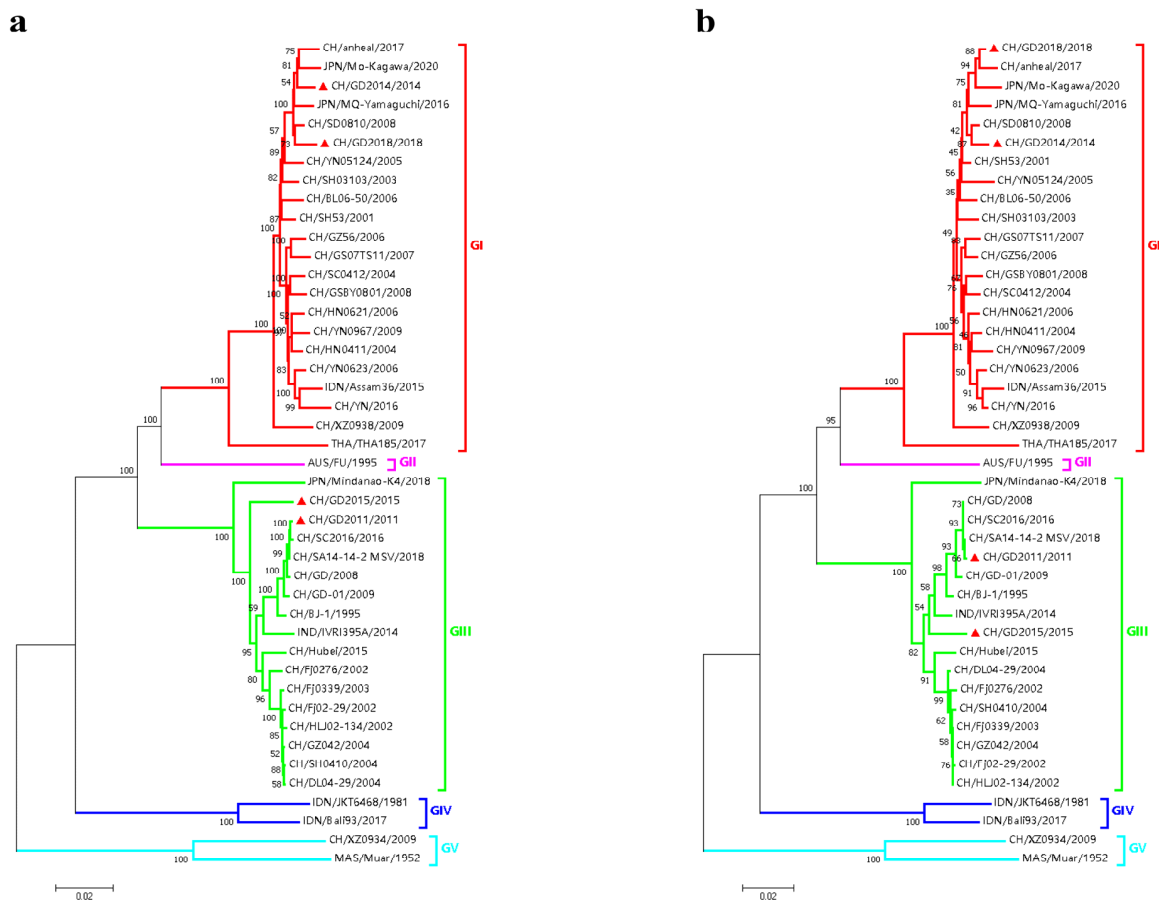 a
CH/anheal/2017
JPN/Mo-Kagawa/2020
CH/GD2014/2014
JPN/MQ-Yamaguchi/2016
CH/SD0810/2008
CH/GD2018/2018
CH/YN05124/2005
CH/SH03103/2003
CH/BL06-50/2006
CH/SH53/2001
CH/GZ56/2006
CH/GS07TS11/2007
CH/SC0412/2004
CH/GSBY0801/2008
CH/HN0621/2006
CH/YN0967/2009
CH/HN0411/2004
CH/YN0623/2006
IDN/Assam36/2015
CH/YN/2016
CH/XZ0938/2009
THA/THA185/2017
AUS/FU/1995
JPN/Mindanao-K4/2018
CH/GD2015/2015
CH/GD2011/2011
CH/SC2016/2016
CH/SA14-14-2 MSV/2018
CH/GD/2008
CH/GD-01/2009
CH/BJ-1/1995
IND/IVRI395A/2014
CH/Hubei/2015
CH/FJ0276/2002
CH/FJ0339/2003
CH/FJ02-29/2002
CH/HLJ02-134/2002
CH/GZ042/2004
CH/SH0410/2004
CH/DL04-29/2004
IDN/JKT6468/1981
IDN/Bali93/2017
CH/XZ0934/2009
MAS/Muar/1952
GI
GII
GIII
GIV
GV
75
81
54
100
57
73
89
82
87
100
100
100
100
52
100
83
100
99
100
100
100
100
100
100
100
100
99
100
100
59
95
80
96
100
85
52
88
58
100
100
0.02
b
CH/GD2018/2018
CH/anheal/2017
JPN/Mo-Kagawa/2020
JPN/MQ-Yamaguchi/2016
CH/SD0810/2008
CH/GD2014/2014
CH/SH53/2001
CH/YN05124/2005
CH/BL06-50/2006
CH/SH03103/2003
CH/GS07TS11/2007
CH/GZ56/2006
CH/GSBY0801/2008
CH/SC0412/2004
CH/HN0621/2006
CH/HN0411/2004
CH/YN0967/2009
CH/YN0623/2006
IDN/Assam36/2015
CH/YN/2016
CH/XZ0938/2009
THA/THA185/2017
AUS/FU/1995
JPN/Mindanao-K4/2018
CH/GD/2008
CH/SC2016/2016
CH/SA14-14-2 MSV/2018
CH/GD2011/2011
CH/GD-01/2009
CH/BJ-1/1995
IND/IVRI395A/2014
CH/GD2015/2015
CH/Hubei/2015
CH/DL04-29/2004
CH/FJ0276/2002
CH/SH0410/2004
CH/FJ0339/2003
CH/GZ042/2004
CH/FJ02-29/2002
CH/HLJ02-134/2002
IDN/JKT6468/1981
IDN/Bali93/2017
CH/XZ0934/2009
MAS/Muar/1952
GI
GII
GIII
GIV
GV
88
94
75
81
42
87
45
56
35
49
83
76
56
46
81
50
91
96
100
100
95
100
73
93
66
93
98
58
54
100
82
91
99
62
58
76
100
100
0.02